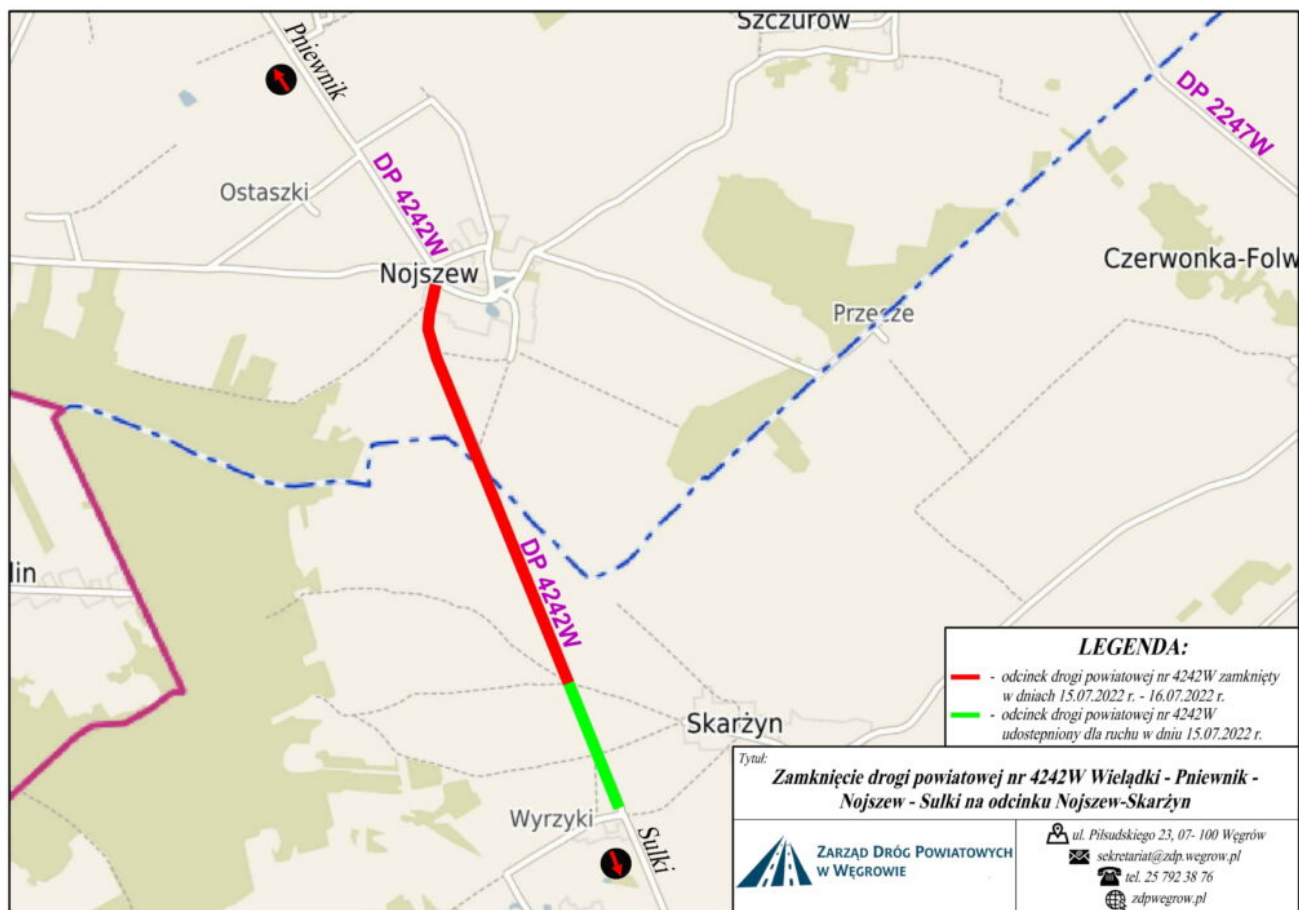 Szczurów
Pniewnik
DP 2247W
DP 4242W
Ostaszki
Nojszew
Czerwonka-Folw
Przecze
lin
DP 4242W
Skarżyn
Wyrzyki
Sulki
LEGENDA:
- odcinek drogi powiatowej nr 4242W zamknięty
w dniach 15.07.2022 r. - 16.07.2022 r.
- odcinek drogi powiatowej nr 4242W
udostepniony dla ruchu w dniu 15.07.2022 r.
Tytuł:
Zamknięcie drogi powiatowej nr 4242W Wielądki - Pniewnik -
Nojszew - Sulki na odcinku Nojszew-Skarżyn
ZARZĄD DRÓG POWIATOWYCH
W WĘGROWIE
ul. Piłsudskiego 23, 07- 100 Węgrów
sekretariat@zdp.wegrow.pl
tel. 25 792 38 76
zdpwegrow.pl